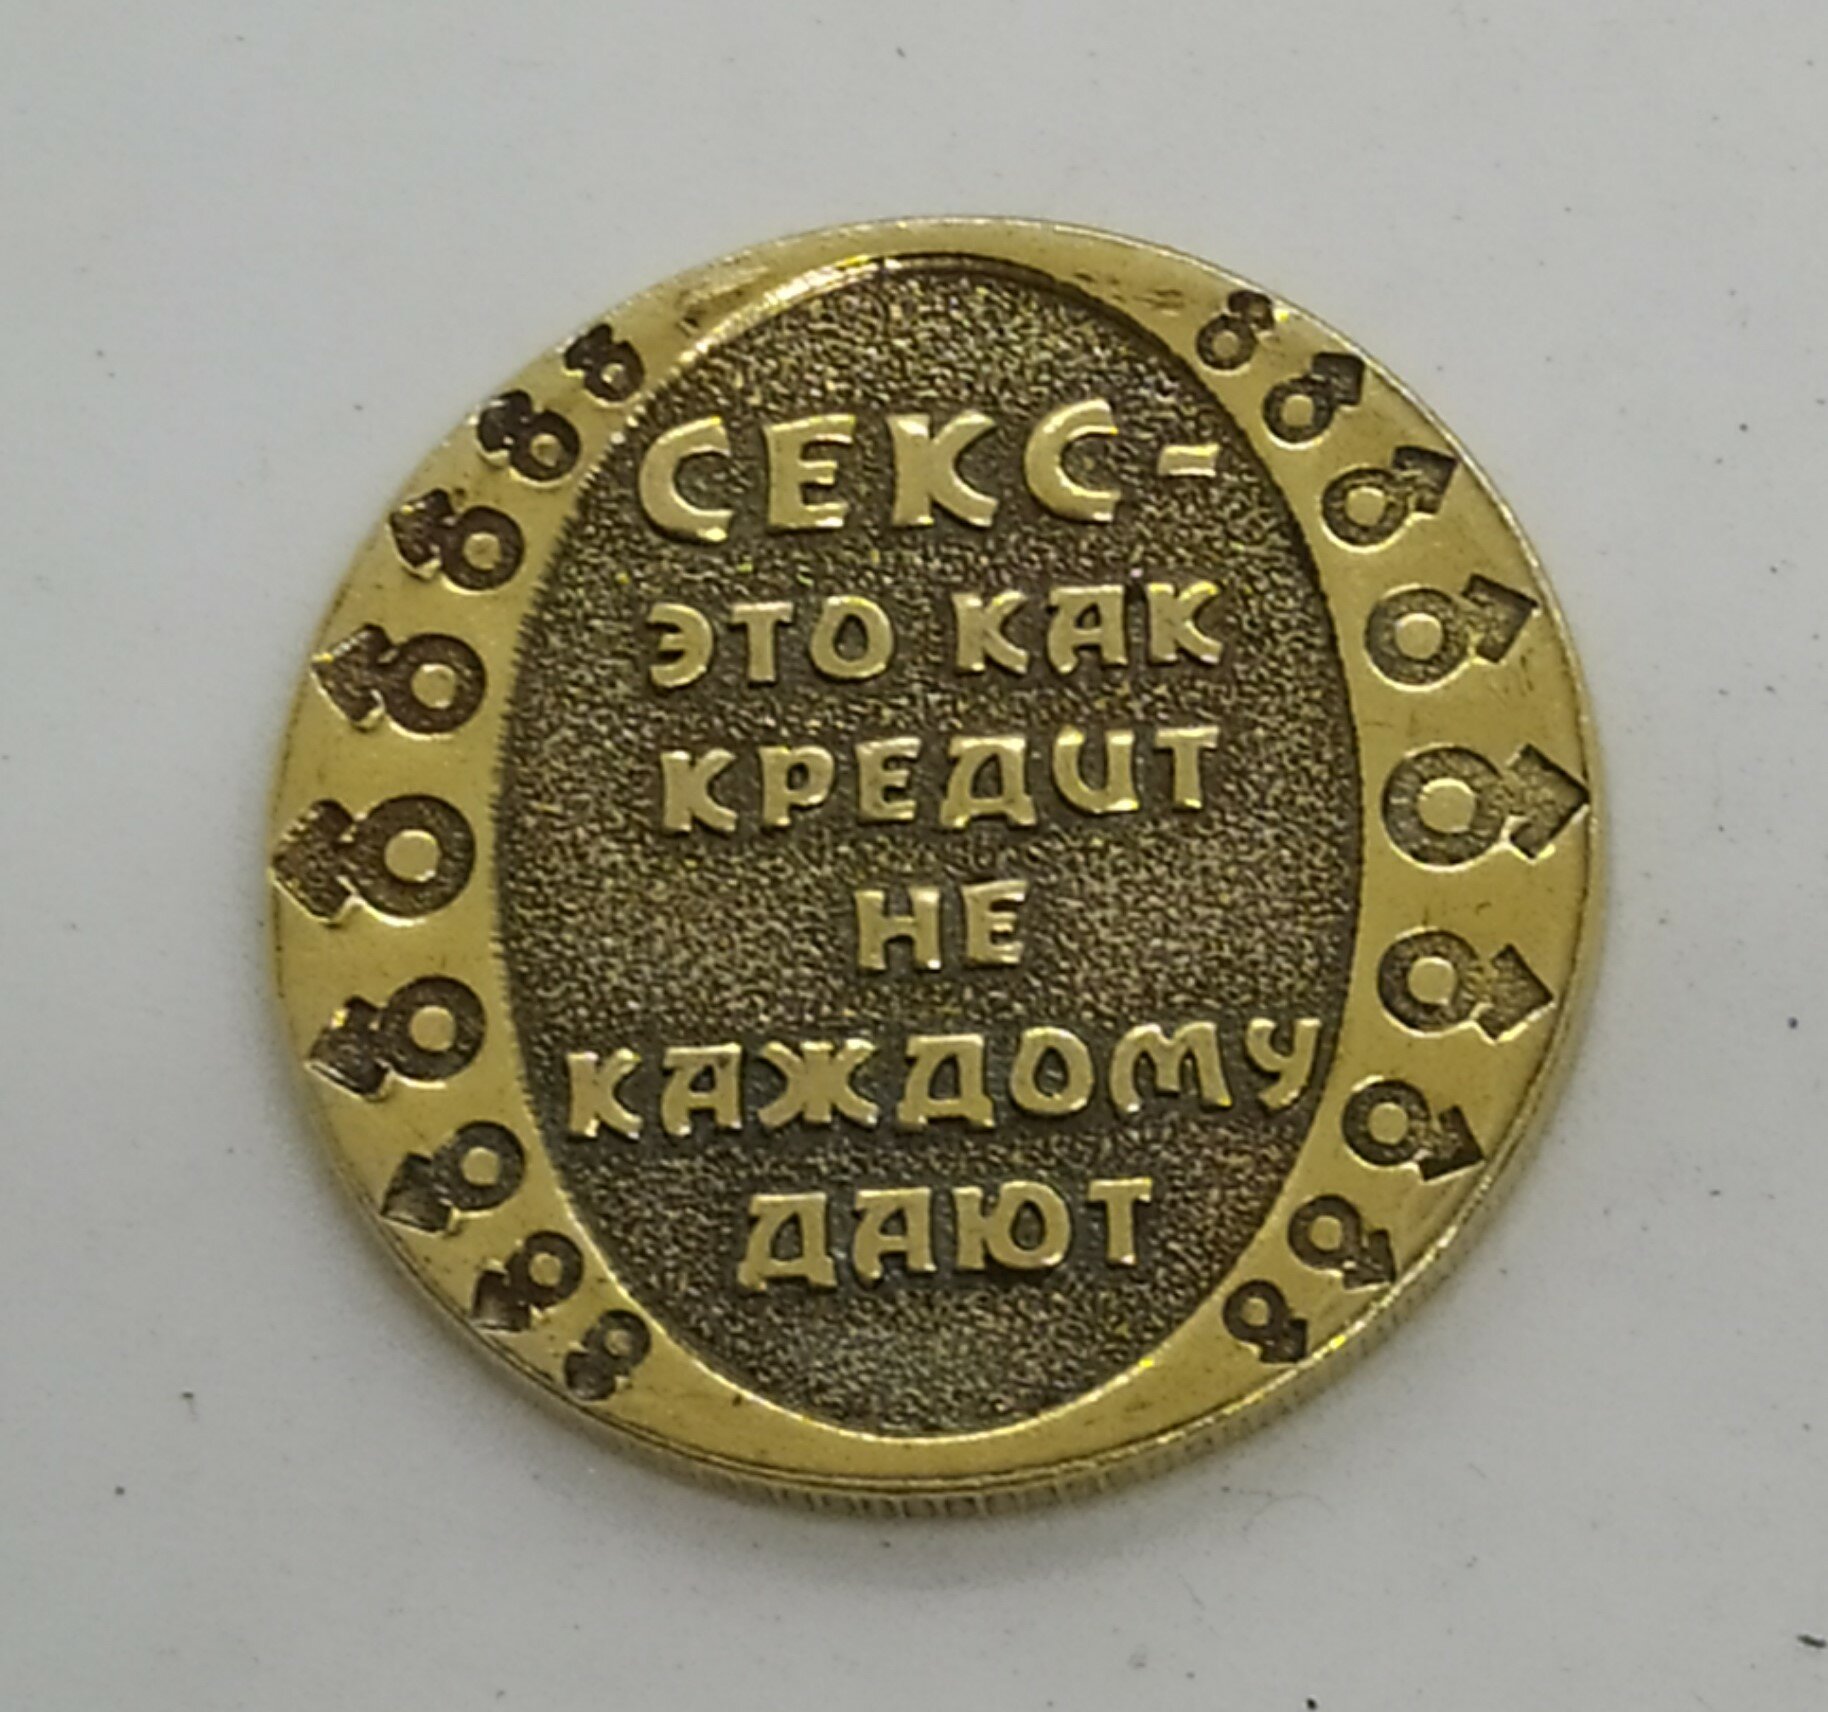 СЕКС-
ЭТО КАК
КРЕДИТ
НЕ
КАЖДОМУ
ДАЮТ